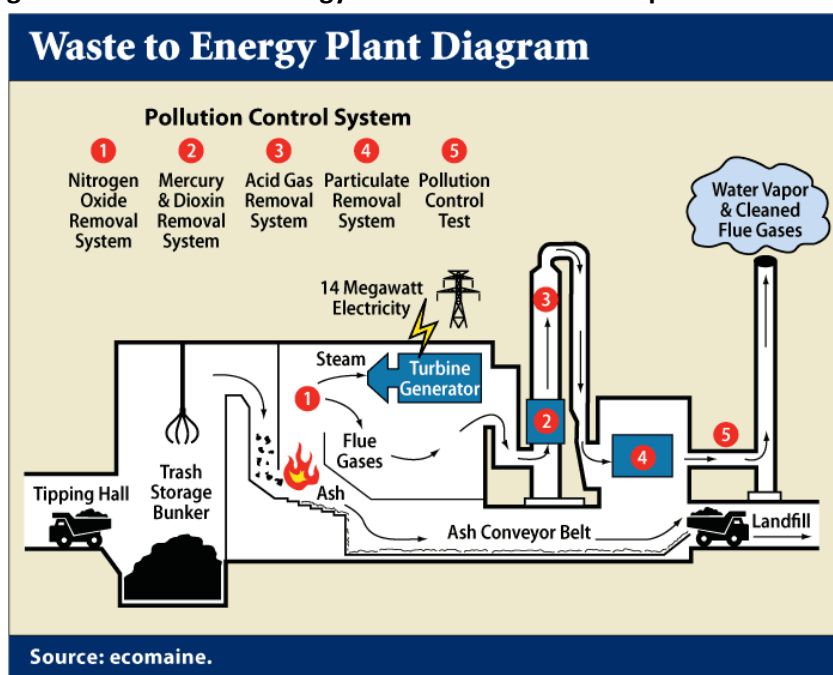 Waste to Energy Plant Diagram
Pollution Control System
1
Nitrogen
Oxide
Removal
System
2
Mercury
& Dioxin
Removal
System
3
Acid Gas
Removal
System
4
Particulate
Removal
System
5
Pollution
Control
Test
Water Vapor
& Cleaned
Flue Gases
14 Megawatt
Electricity
3
Steam
Turbine
Generator
1
2
Flue
Gases
5
4
Tipping Hall
Trash
Storage
Bunker
Ash
Ash Conveyor Belt
Landfill
Source: ecomaine.